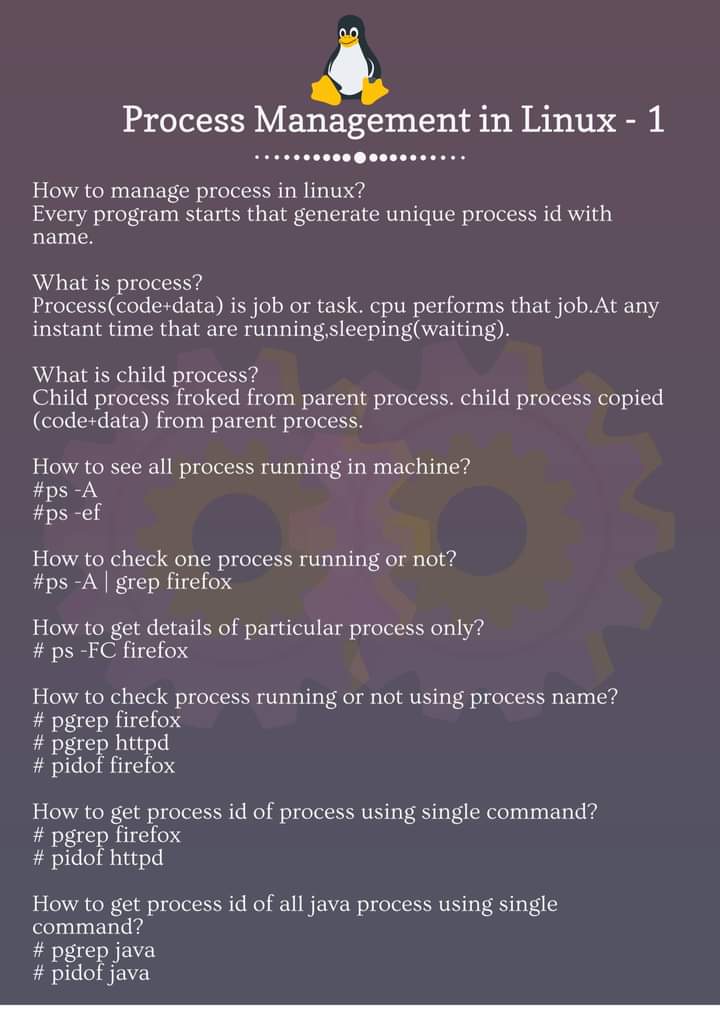 Process Management in Linux - 1
How to manage process in linux?
Every program starts that generate unique process id with
name.
What is process?
Process(code+data) is job or task. cpu performs that job.At any
instant time that are running,sleeping(waiting).
What is child process?
Child process froked from parent process. child process copied
(code+data) from parent process.
How to see all process running in machine?
#ps -A
#ps -ef
How to check one process running or not?
#ps -A | grep firefox
How to get details of particular process only?
# ps -FC firefox
How to check process running or not using process name?
# pgrep firefox
# pgrep httpd
# pidof firefox
How to get process id of process using single command?
# pgrep firefox
# pidof httpd
How to get process id of all java process using single
command?
# pgrep java
# pidof java